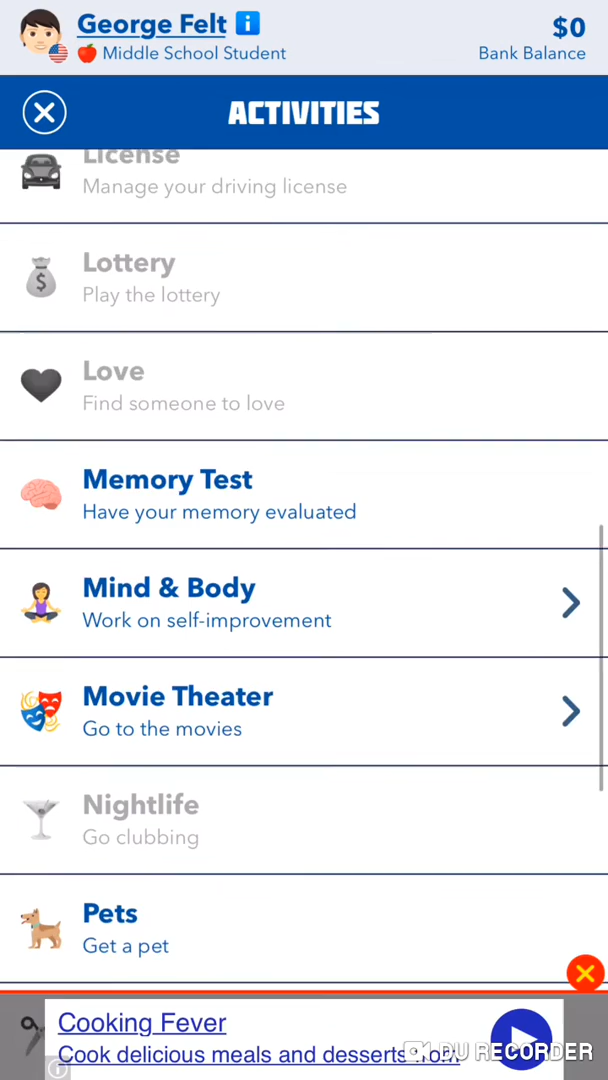 George Felt
Middle School Student
$0
Bank Balance
ACTIVITIES
License
Manage your driving license
Lottery
Play the lottery
Love
Find someone to love
Memory Test
Have your memory evaluated
Mind & Body
Work on self-improvement
Movie Theater
Go to the movies
Nightlife
Go clubbing
Pets
Get a pet
Cooking Fever
Cook delicious meals and desserts from
DU RECORDER